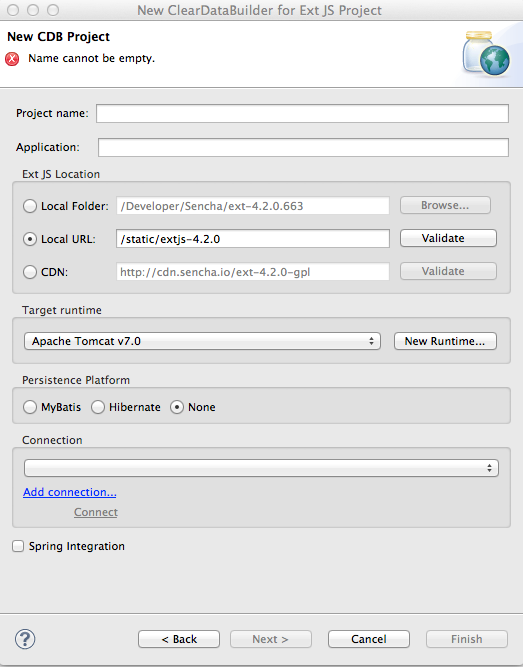 New ClearDataBuilder for Ext JS Project
New CDB Project
Name cannot be empty.
Project name:
Application:
Ext JS Location
Local Folder: /Developer/Sencha/ext-4.2.0.663 Browse...
Local URL: /static/extjs-4.2.0 Validate
CDN: http://cdn.sencha.io/ext-4.2.0-gpl Validate
Target runtime
Apache Tomcat v7.0 New Runtime...
Persistence Platform
MyBatis Hibernate None
Connection
Add connection...
Connect
Spring Integration
? < Back Next > Cancel Finish